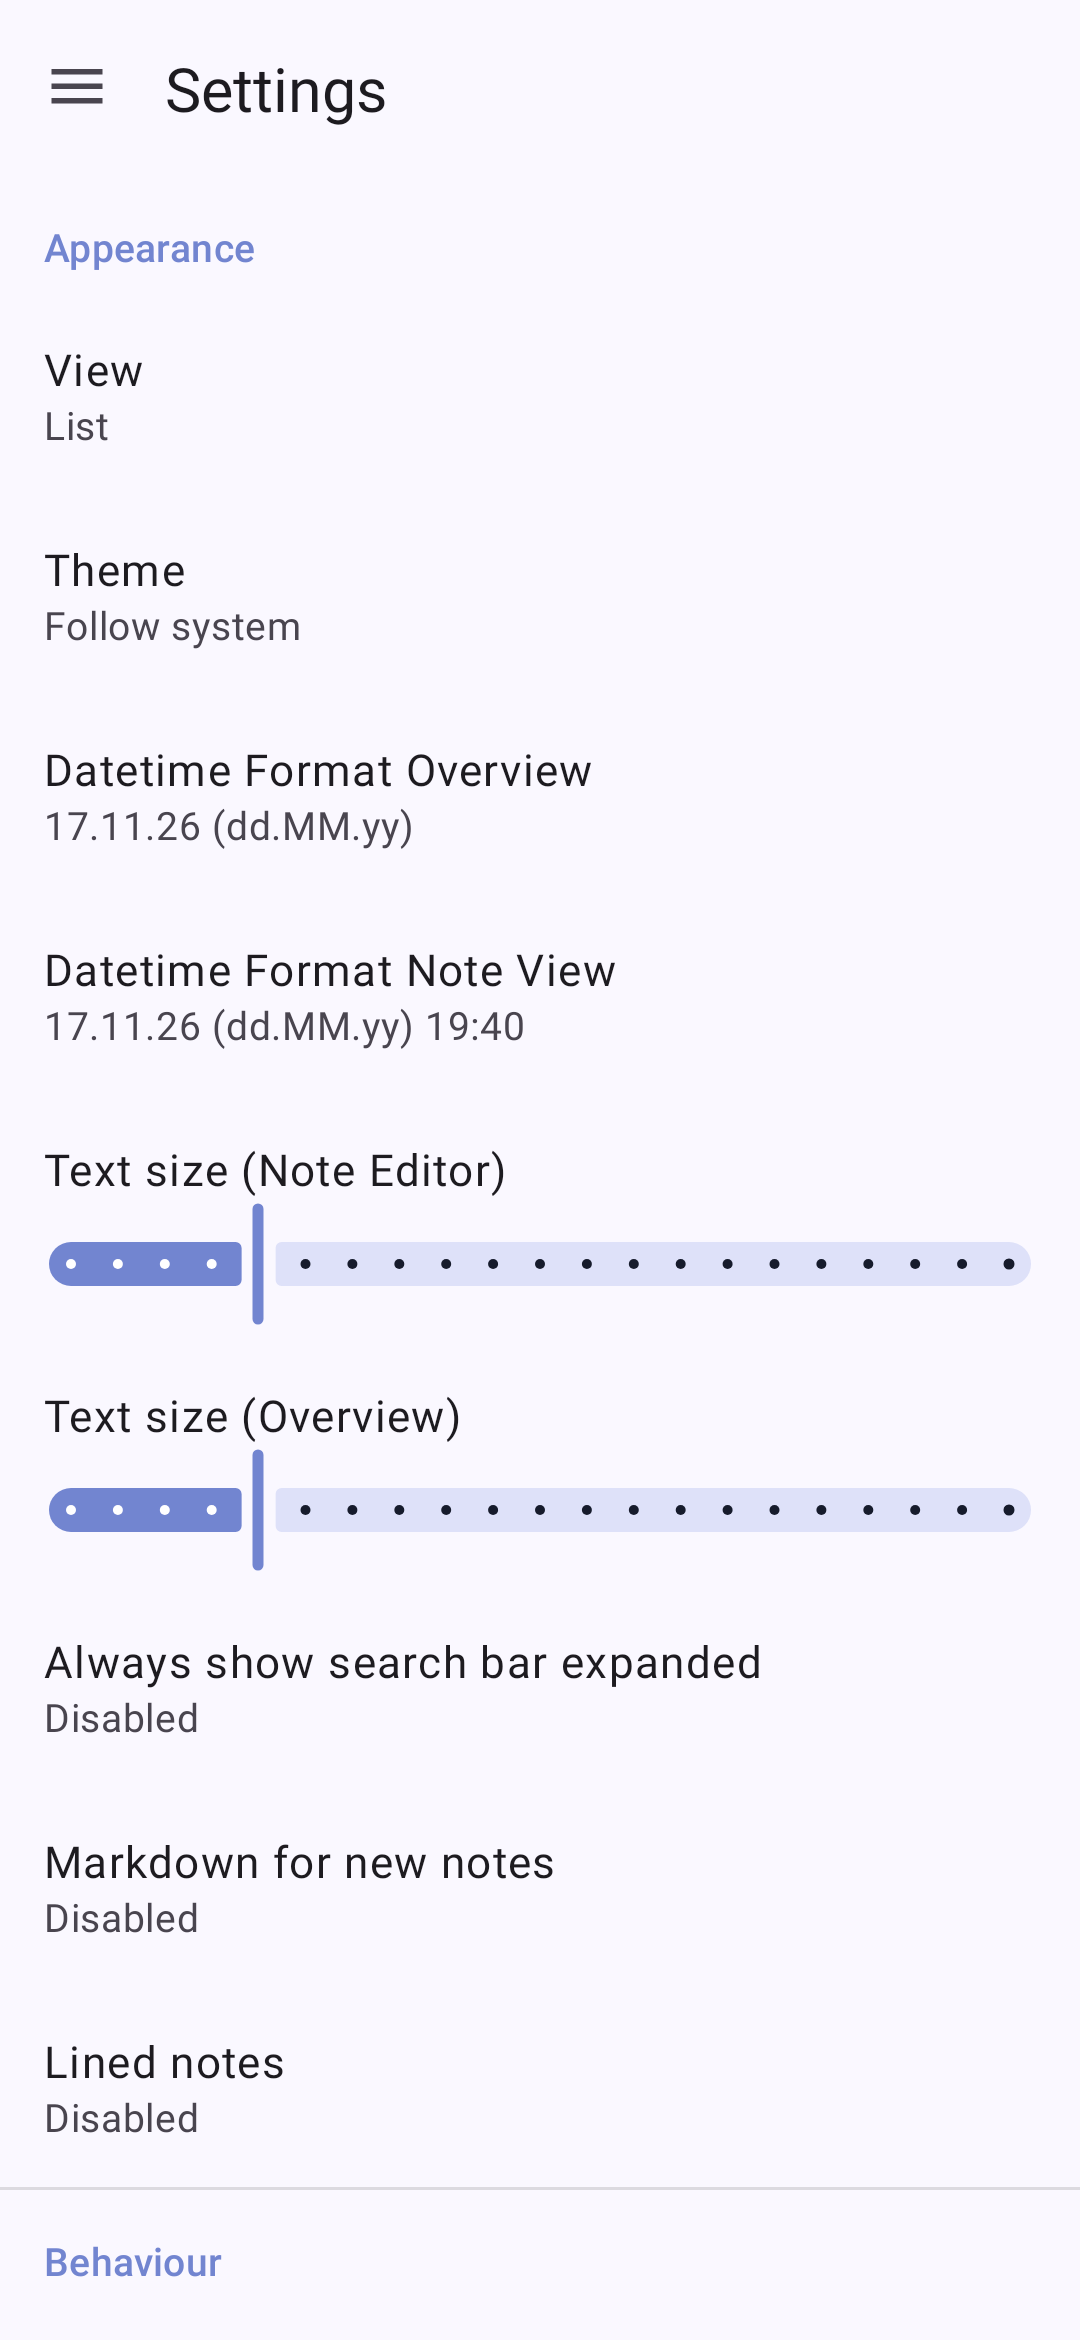 Settings
Appearance
View
List
Theme
Follow system
Datetime Format Overview
17.11.26 (dd.MM.yy)
Datetime Format Note View
17.11.26 (dd.MM.yy) 19:40
Text size (Note Editor)
Text size (Overview)
Always show search bar expanded
Disabled
Markdown for new notes
Disabled
Lined notes
Disabled
Behaviour